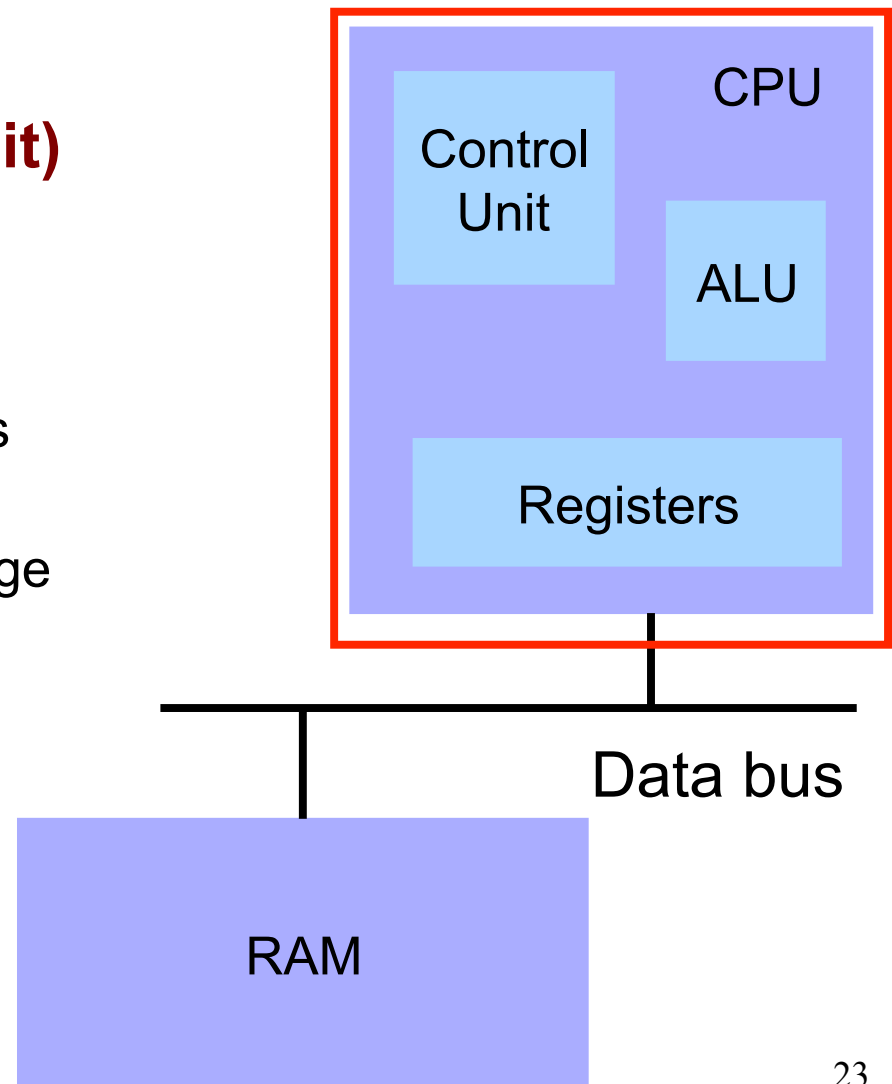 it)
s
ge
CPU
Control
Unit
ALU
Registers
Data bus
RAM
23